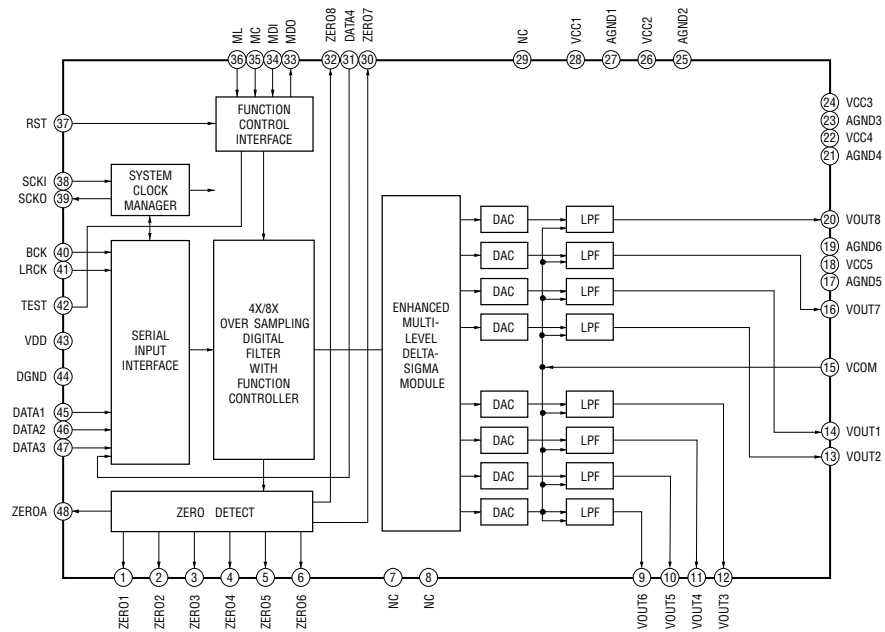 ML
MC
MDI
MDO
ZERO8
DATA4
ZERO7
NC
VCC1
AGND1
VCC2
AGND2
36
35
34
33
32
31
30
29
28
27
26
25
RST
37
FUNCTION
CONTROL
INTERFACE
24
VCC3
23
AGND3
22
VCC4
21
AGND4
SCKI
38
SCKO
39
SYSTEM
CLOCK
MANAGER
DAC
LPF
20
VOUT8
BCK
40
LRCK
41
DAC
LPF
19
AGND6
18
VCC5
17
AGND5
TEST
42
DAC
LPF
16
VOUT7
VDD
43
DAC
LPF
DGND
44
SERIAL
INPUT
INTERFACE
4X/8X
OVER SAMPLING
DIGITAL
FILTER
WITH
FUNCTION
CONTROLLER
ENHANCED
MULTI-
LEVEL
DELTA-
SIGMA
MODULE
15
VCOM
DATA1
45
DATA2
46
DATA3
47
DAC
LPF
14
VOUT1
DAC
LPF
13
VOUT2
DAC
LPF
ZEROA
48
ZERO DETECT
DAC
LPF
1
2
3
4
5
6
7
8
9
10
11
12
ZERO1
ZERO2
ZERO3
ZERO4
ZERO5
ZERO6
NC
NC
VOUT6
VOUT5
VOUT4
VOUT3